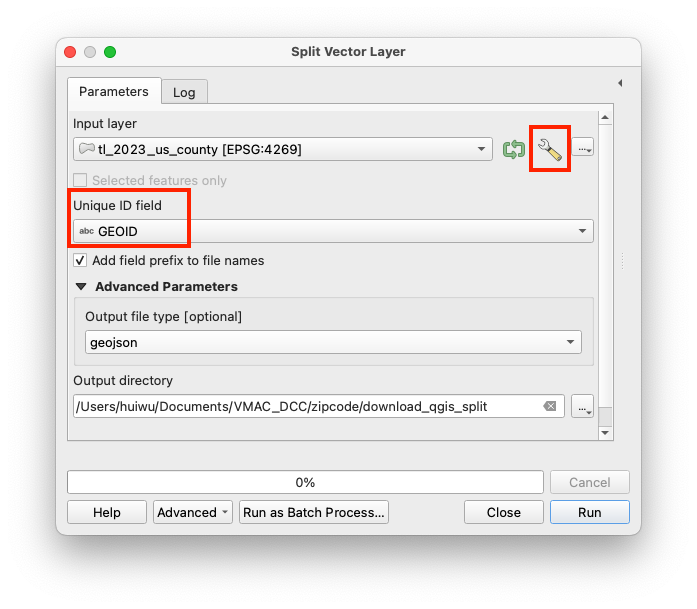 Split Vector Layer
Parameters
Log
Input layer
tl_2023_us_county [EPSG:4269]
...
Selected features only
Unique ID field
abc GEOID
Add field prefix to file names
Advanced Parameters
Output file type [optional]
geojson
Output directory
/Users/huiwu/Documents/VMAC_DCC/zipcode/download_qgis_split
...
0%
Cancel
Help
Advanced
Run as Batch Process...
Close
Run